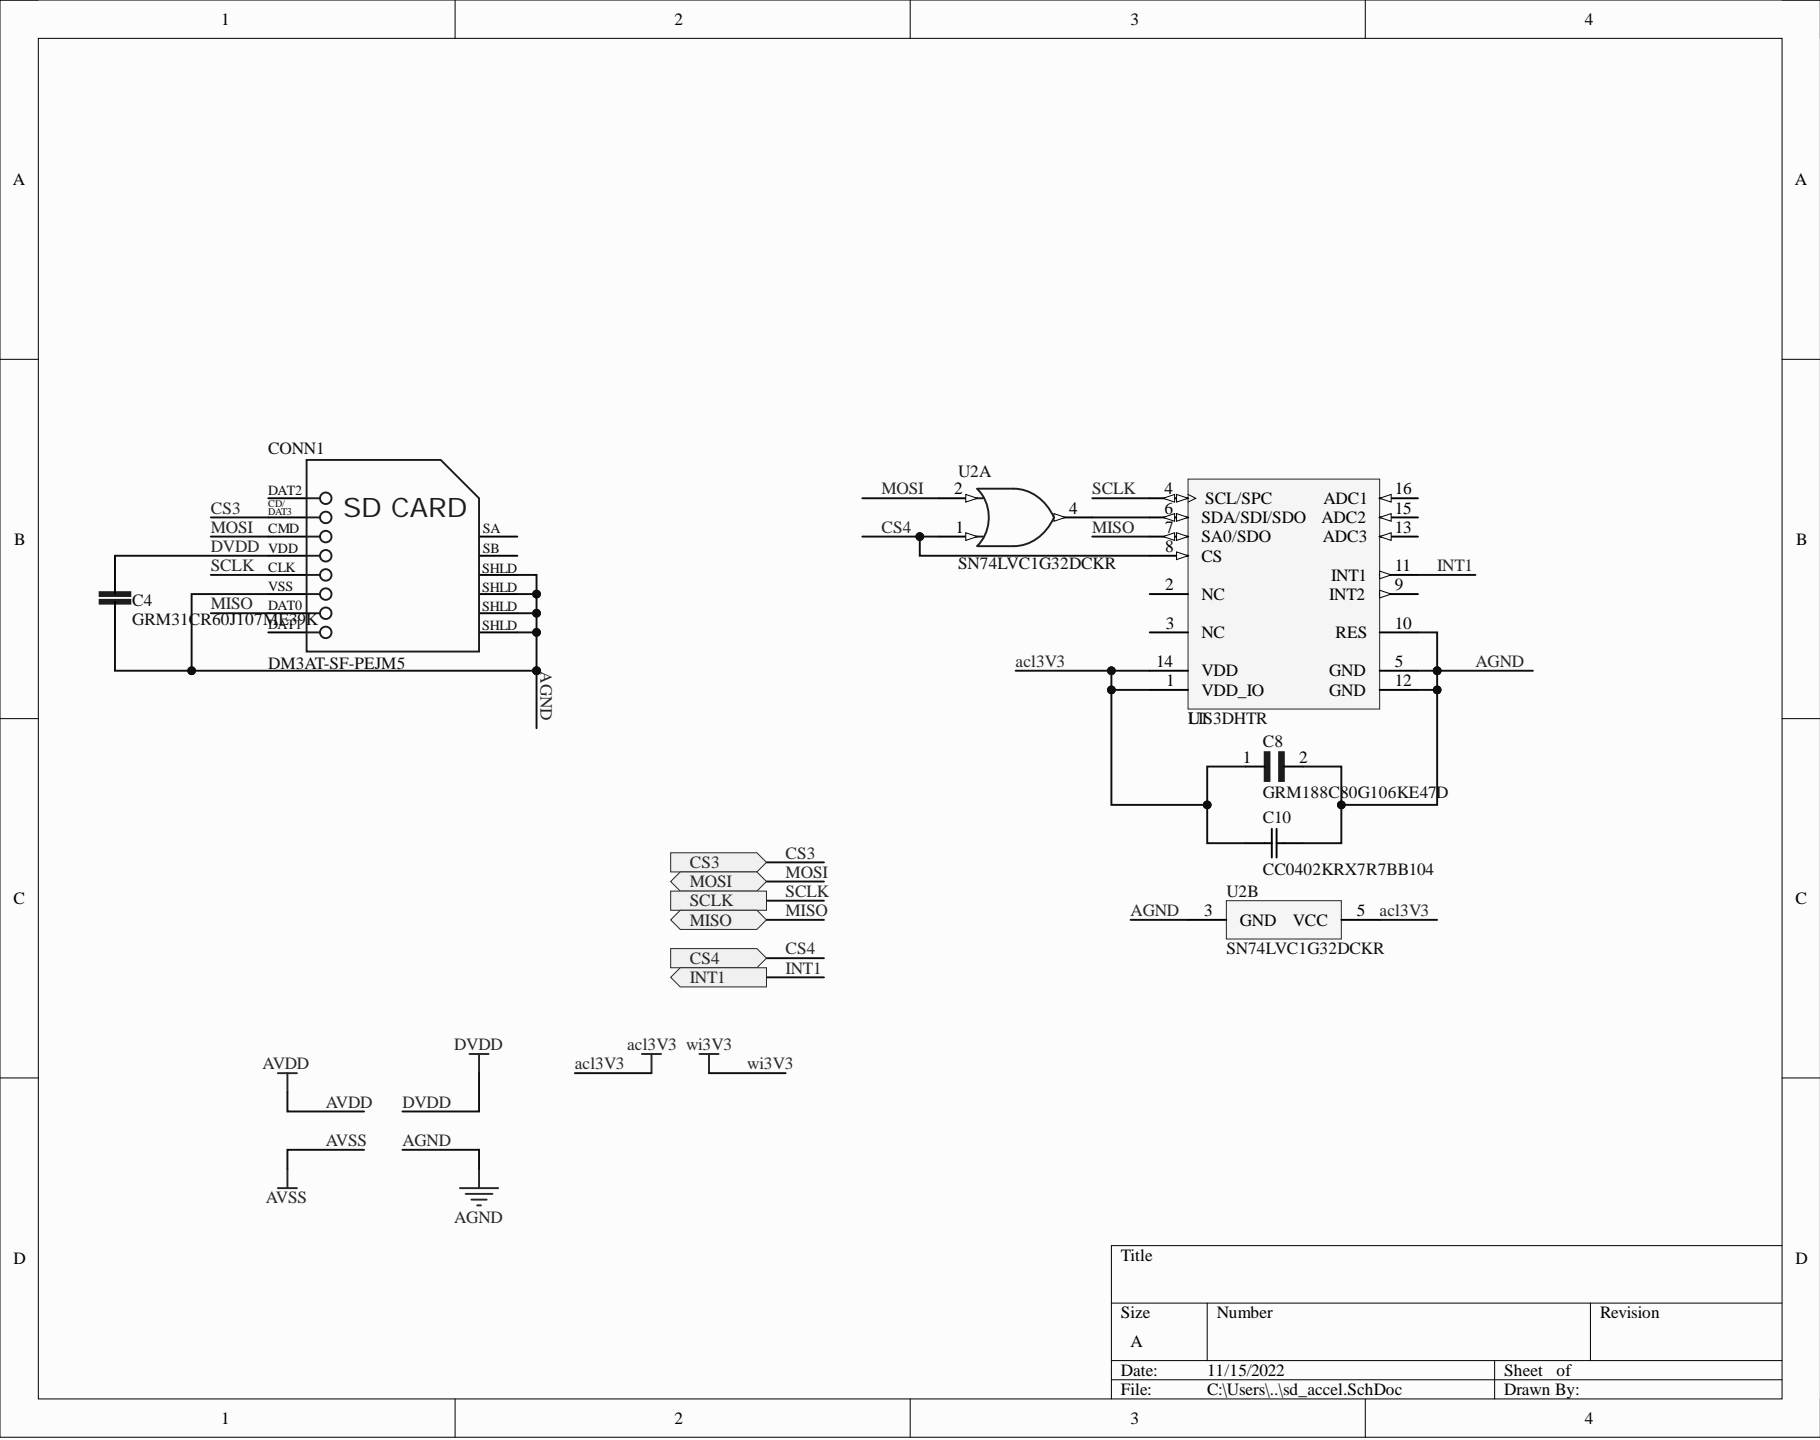 1 2 3 4
A A
B B
C C
D D
CONN1
SD CARD
DAT2
CS3 CD/DAT3
MOSI CMD
DVDD VDD
SCLK CLK
VSS
MISO DAT0
DAT1
SA
SB
SHLD
SHLD
SHLD
SHLD
C4
GRM31CR60J107ME39K
DM3AT-SF-PEJM5
AGND
U2A
MOSI 2
CS4 1
4
SN74LVC1G32DCKR
SCLK 4 SCL/SPC ADC1 16
6 SDA/SDI/SDO ADC2 15
MISO 7 SA0/SDO ADC3 13
8 CS
INT1 11 INT1
2 NC INT2 9
3 NC RES 10
acl3V3 14 VDD GND 5 AGND
1 VDD_IO GND 12
LIS3DHTR
C8
1 2
GRM188C80G106KE47D
C10
CC0402KRX7R7BB104
U2B
AGND 3 GND VCC 5 acl3V3
SN74LVC1G32DCKR
CS3 CS3
MOSI MOSI
SCLK SCLK
MISO MISO
CS4 CS4
INT1 INT1
AVDD
AVDD
DVDD
DVDD
acl3V3 wi3V3
acl3V3 wi3V3
AVSS AGND
AVSS
AGND
Title
Size Number Revision
A
Date: 11/15/2022 Sheet of
File: C:\Users\..\sd_accel.SchDoc Drawn By:
1 2 3 4